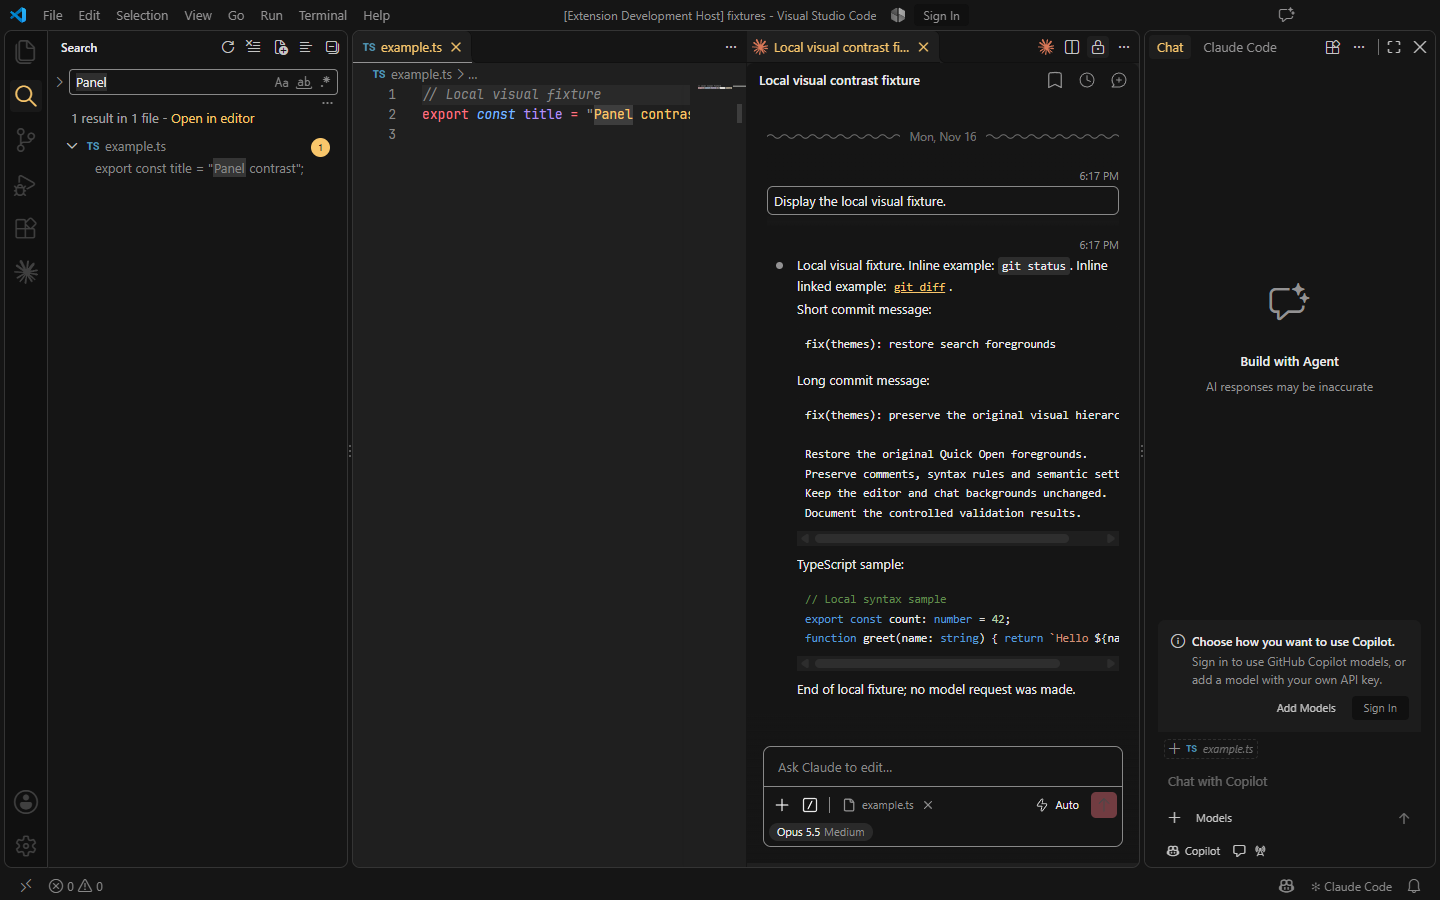 File Edit Selection View Go Run Terminal Help
[Extension Development Host] fixtures - Visual Studio Code
Sign In
Search
Panel
Aa ab .*
1 result in 1 file - Open in editor
TS example.ts
1
export const title = "Panel contrast";
TS example.ts
TS example.ts > ...
1 // Local visual fixture
2 export const title = "Panel contras
3
Local visual contrast fi...
Local visual contrast fixture
Mon, Nov 16
6:17 PM
Display the local visual fixture.
6:17 PM
Local visual fixture. Inline example: git status. Inline
linked example: git diff .
Short commit message:
fix(themes): restore search foregrounds
Long commit message:
fix(themes): preserve the original visual hierarc
Restore the original Quick Open foregrounds.
Preserve comments, syntax rules and semantic sett
Keep the editor and chat backgrounds unchanged.
Document the controlled validation results.
TypeScript sample:
// Local syntax sample
export const count: number = 42;
function greet(name: string) { return `Hello ${na
End of local fixture; no model request was made.
Ask Claude to edit...
example.ts
Auto
Opus 5.5 Medium
Chat Claude Code
Build with Agent
AI responses may be inaccurate
Choose how you want to use Copilot.
Sign in to use GitHub Copilot models, or
add a model with your own API key.
Add Models Sign In
TS example.ts
Chat with Copilot
Models
Copilot
0 0
Claude Code